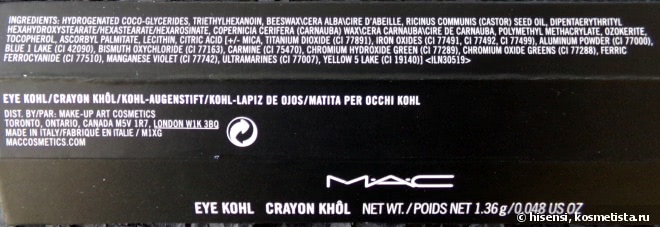 INGREDIENTS: HYDROGENATED COCO-GLYCERIDES, TRIETHYLHEXANOIN, BEESWAX\CERA ALBA\CIRE D'ABEILLE, RICINUS COMMUNIS (CASTOR) SEED OIL, DIPENTAERYTHRITYL
HEXAHYDROXYSTEARATE/HEXASTEARATE/HEXAROSINATE, COPERNICIA CERIFERA (CARNAUBA) WAX\CERA CARNAUBA\CIRE DE CARNAUBA, POLYMETHYL METHACRYLATE, OZOKERITE,
TOCOPHEROL, ASCORBYL PALMITATE, LECITHIN, CITRIC ACID [+/- MICA, TITANIUM DIOXIDE (CI 77891), IRON OXIDES (CI 77491, CI 77492, CI 77499), ALUMINUM POWDER (CI 77000),
BLUE 1 LAKE (CI 42090), BISMUTH OXYCHLORIDE (CI 77163), CARMINE (CI 75470), CHROMIUM HYDROXIDE GREEN (CI 77289), CHROMIUM OXIDE GREENS (CI 77288), FERRIC
FERROCYANIDE (CI 77510), MANGANESE VIOLET (CI 77742), ULTRAMARINES (CI 77007), YELLOW 5 LAKE (CI 19140)] <ILN30519>
EYE KOHL/CRAYON KHÔL/KOHL-AUGENSTIFT/KOHL-LAPIZ DE OJOS/MATITA PER OCCHI KOHL
DIST. BY/PAR: MAKE-UP ART COSMETICS
TORONTO, ONTARIO, CANADA M5V 1R7, LONDON W1K 3BQ
MADE IN ITALY/FABRIQUÉ EN ITALIE / M1XG
MACCOSMETICS.COM
MAC
EYE KOHL CRAYON KHÔL NET WT./POIDS NET 1.36 g/0.048 US OZ
© hisensi, kosmetista.ru